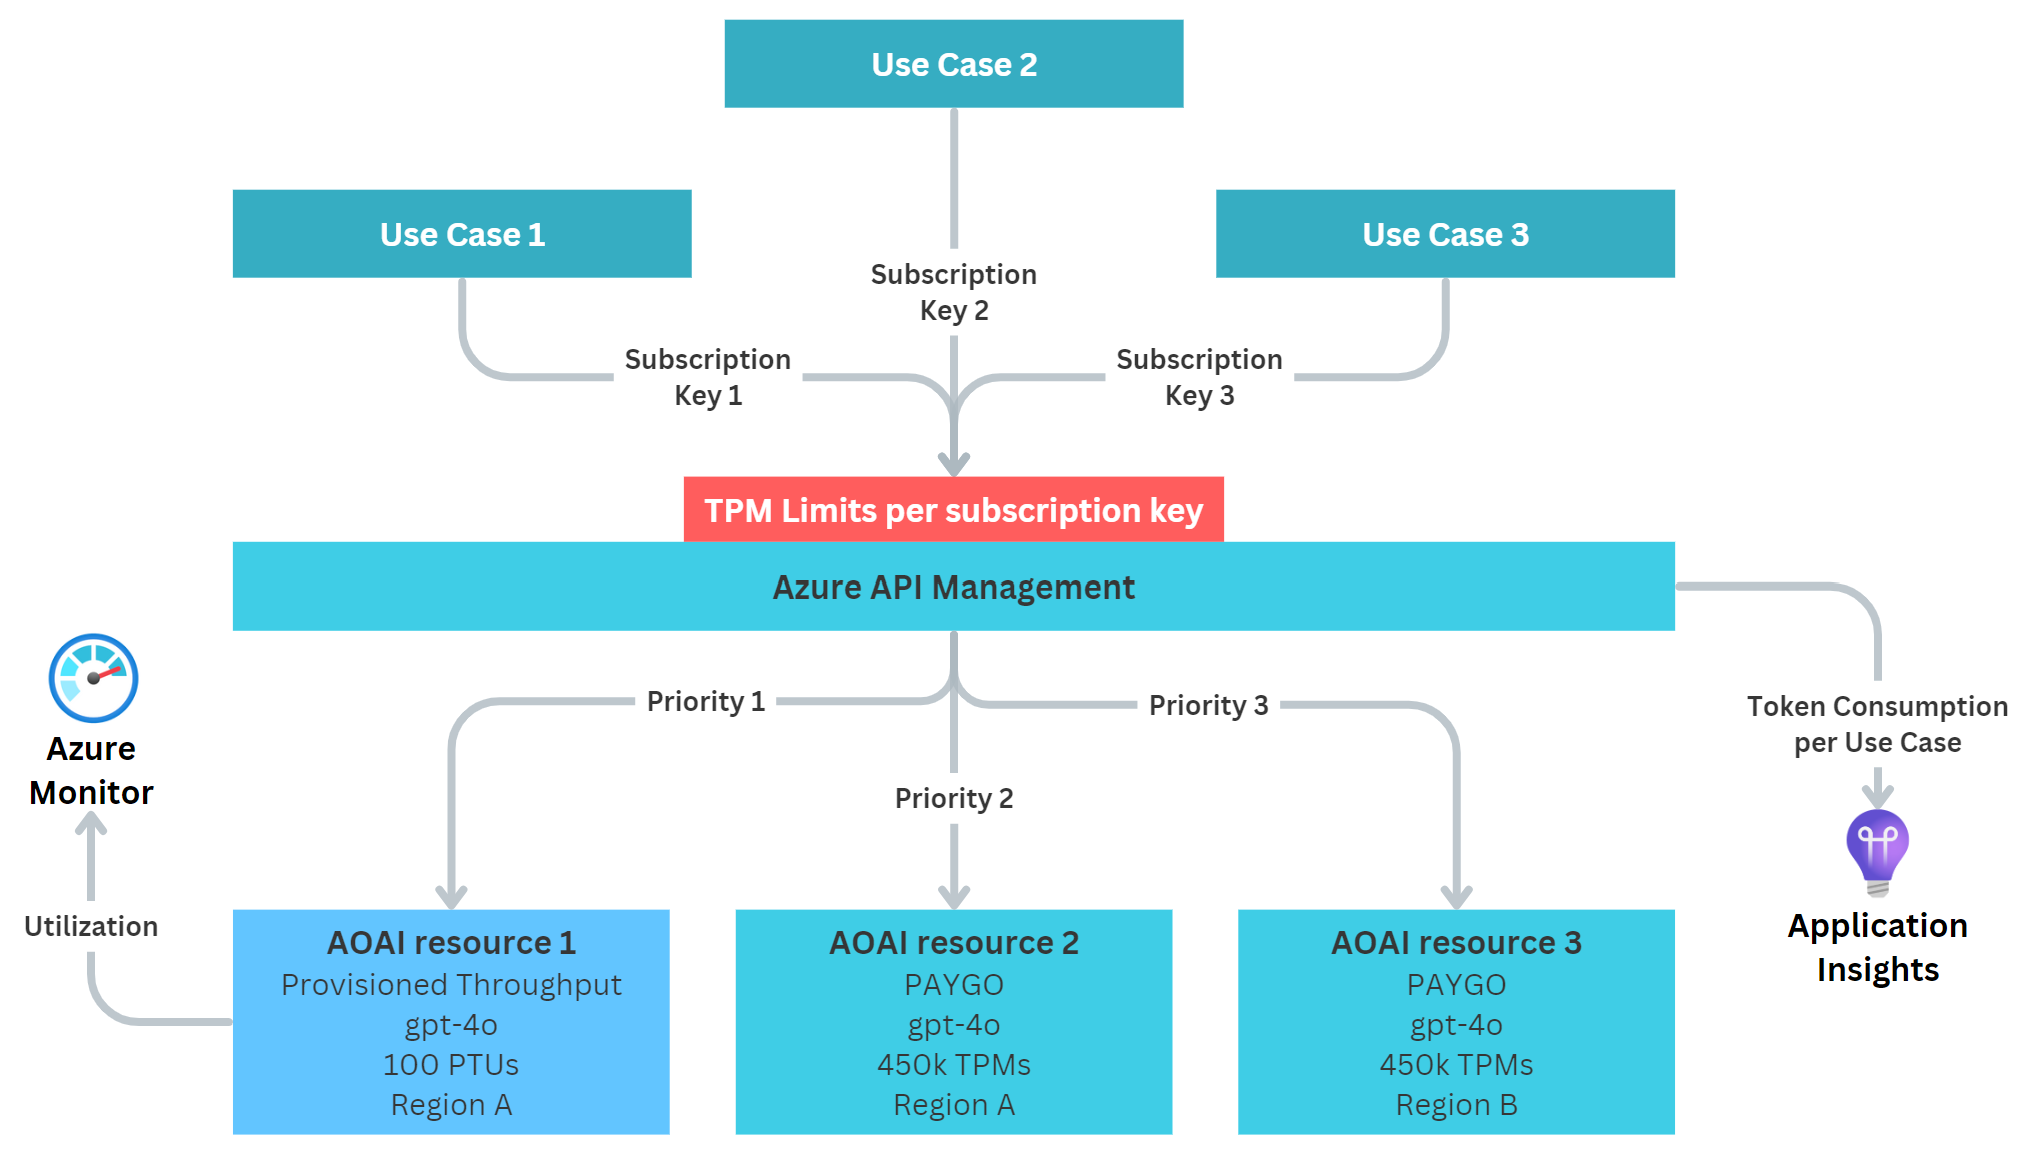 Use Case 2
Use Case 1
Use Case 3
Subscription
Key 2
Subscription
Key 1
Subscription
Key 3
TPM Limits per subscription key
Azure API Management
Priority 1
Priority 3
Priority 2
Token Consumption
per Use Case
Azure
Monitor
Utilization
Application
Insights
AOAI resource 1
Provisioned Throughput
gpt-4o
100 PTUs
Region A
AOAI resource 2
PAYGO
gpt-4o
450k TPMs
Region A
AOAI resource 3
PAYGO
gpt-4o
450k TPMs
Region B